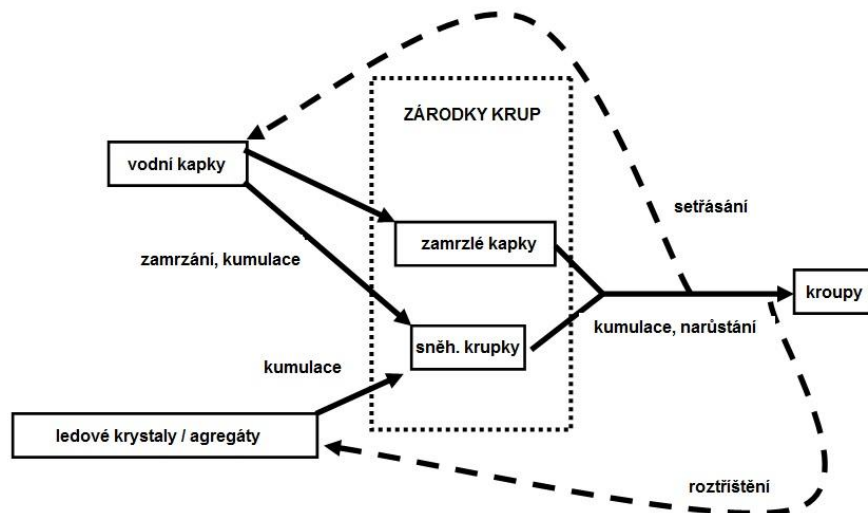 ZÁRODKY KRUP
vodní kapky
setřásání
zamrzlé kapky
zamrzání, kumulace
kroupy
kumulace, narůstání
sněh. krupky
kumulace
ledové krystaly / agregáty
roztříštění